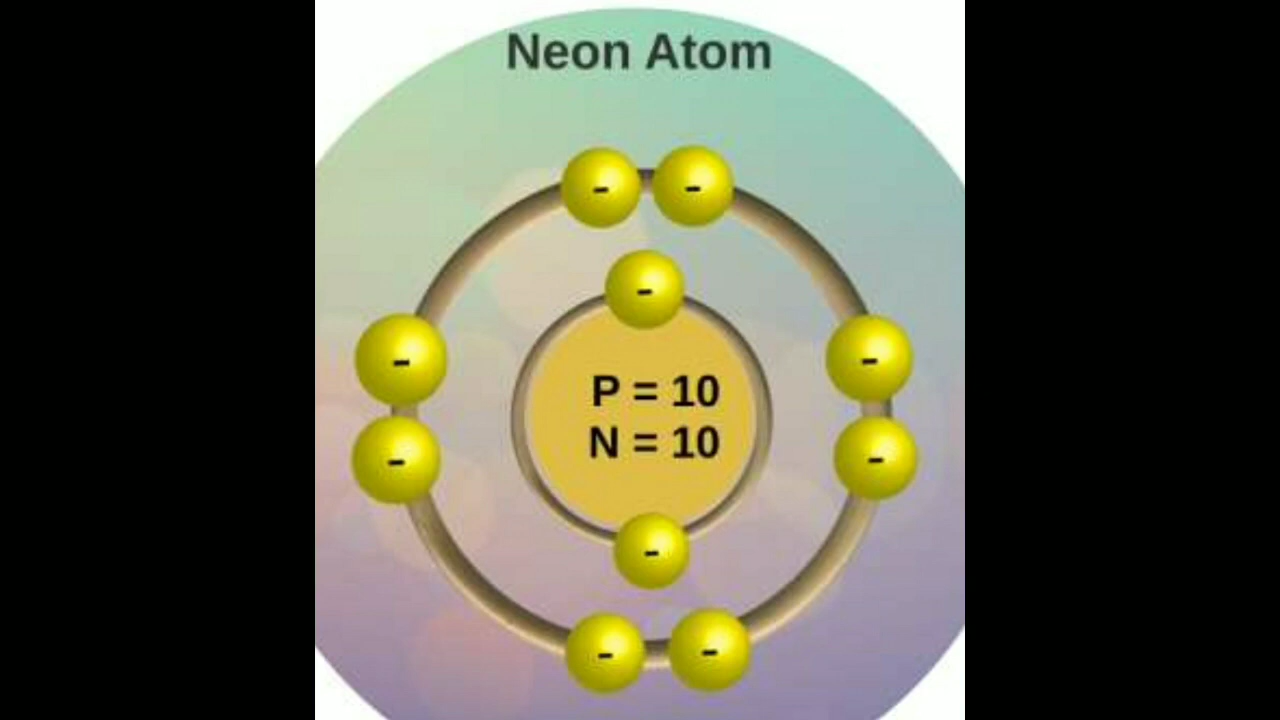 Neon Atom
- -
-
- -
P = 10
N = 10
- -
-
- -